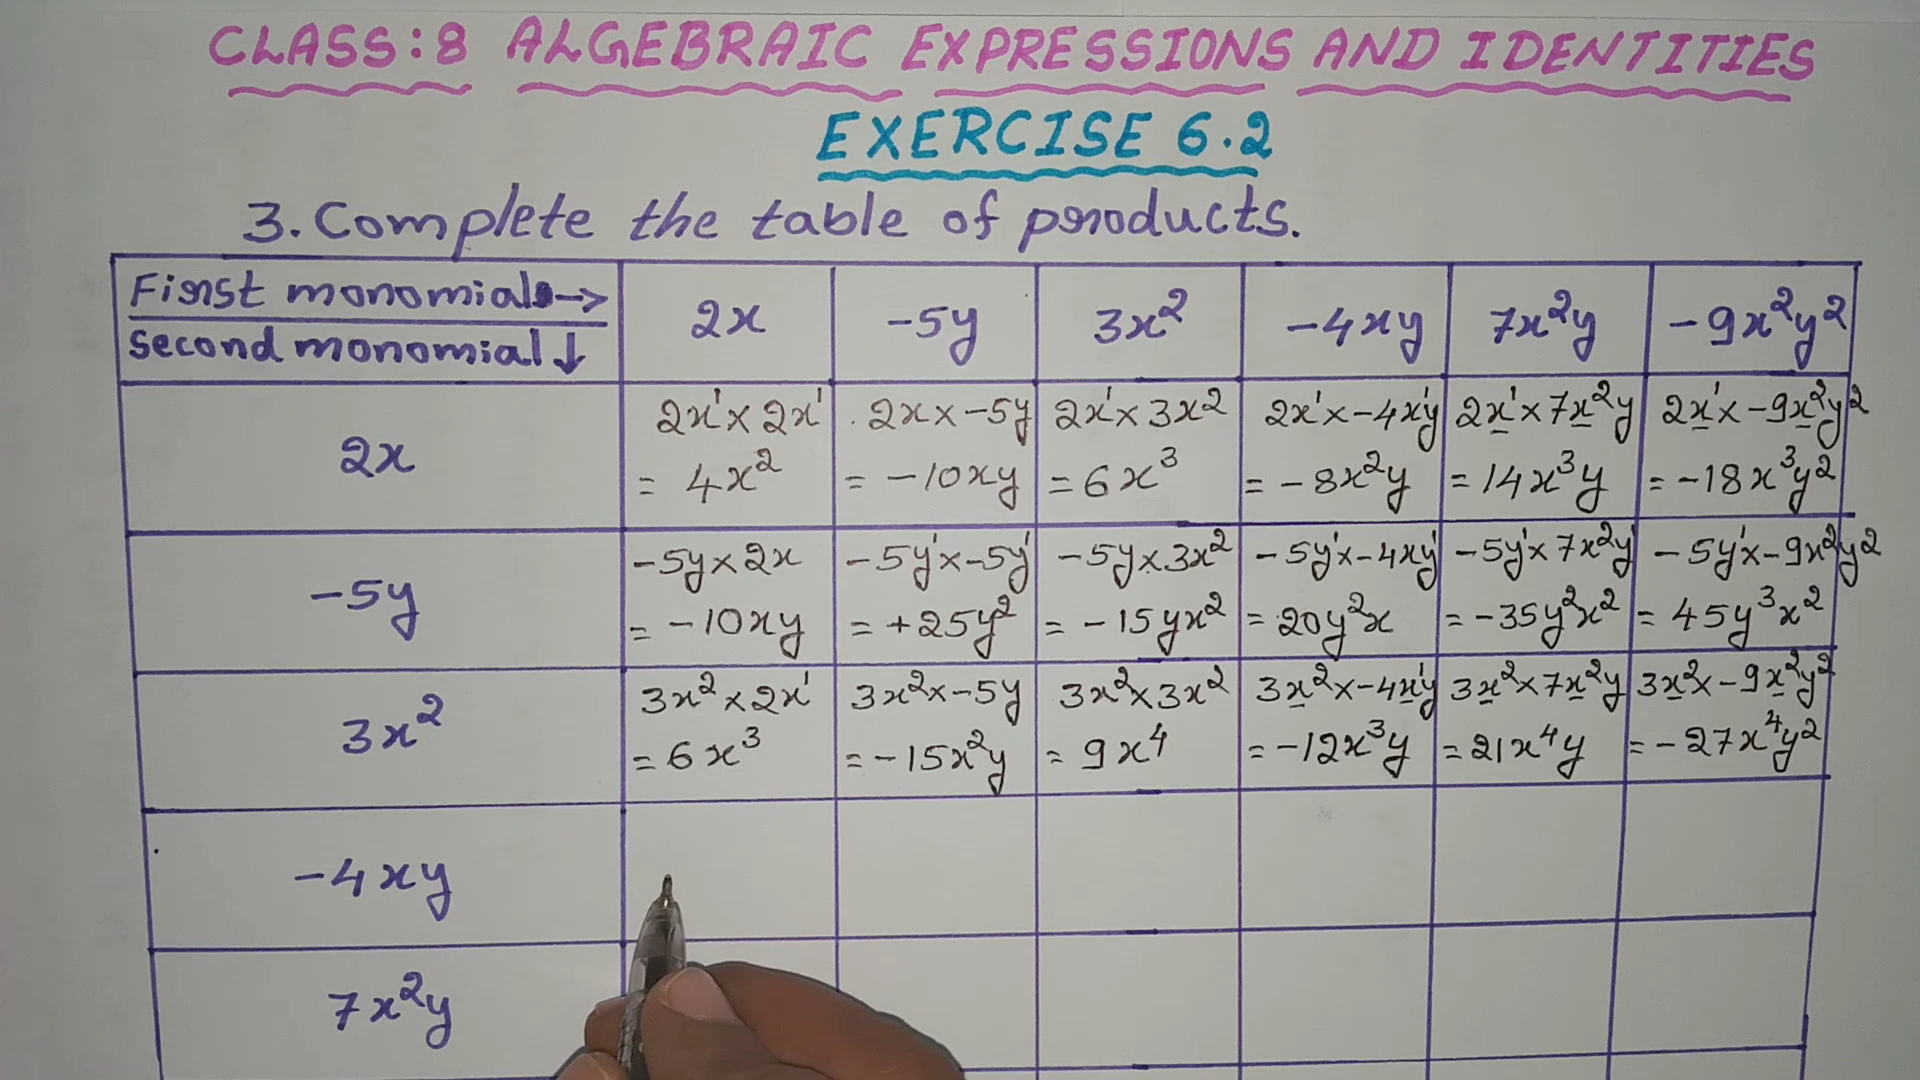 CLASS:8 ALGEBRAIC EXPRESSIONS AND IDENTITIES
EXERCISE 6.2
3. Complete the table of products.
First monomial→ 2x -5y 3x² -4xy 7x²y -9x²y²
Second monomial↓
2x 2x¹×2x¹ 2x×-5y 2x¹×3x² 2x¹×-4x¹y 2x¹×7x²y 2x¹×-9x²y²
= 4x² = -10xy = 6x³ = -8x²y = 14x³y = -18x³y²
-5y -5y×2x -5y¹×-5y¹ -5y×3x² -5y¹×-4xy¹ -5y¹×7x²y¹ -5y¹×-9x²y²
= -10xy = +25y² = -15yx² = 20y²x = -35y²x² = 45y³x²
3x² 3x²×2x¹ 3x²×-5y 3x²×3x² 3x²×-4x¹y 3x²×7x²y 3x²×-9x²y²
= 6x³ = -15x²y = 9x⁴ = -12x³y = 21x⁴y = -27x⁴y²
-4xy
7x²y